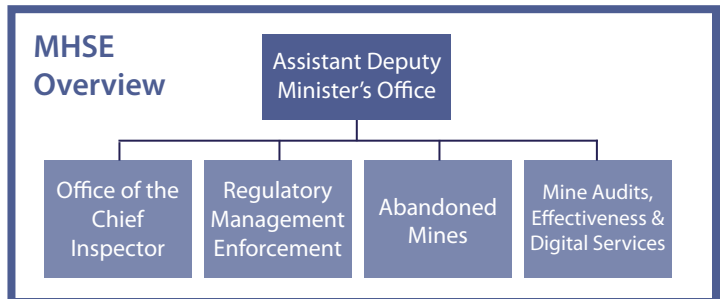 MHSE
Overview
Assistant Deputy
Minister's Office
Office of the
Chief
Inspector
Regulatory
Management
Enforcement
Abandoned
Mines
Mine Audits,
Effectiveness &
Digital Services